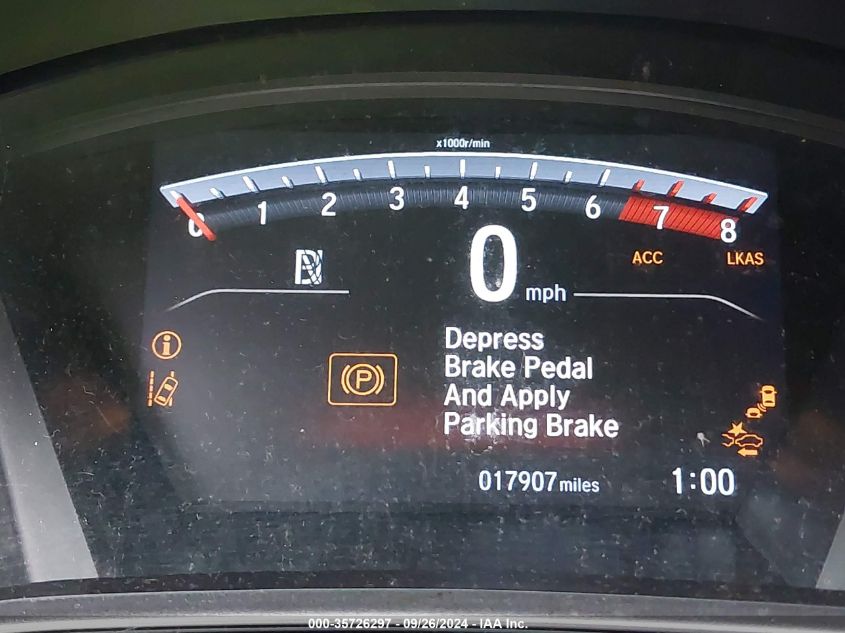 x1000r/min
0 1 2 3 4 5 6 7 8
0 mph
ACC LKAS
Depress
Brake Pedal
And Apply
Parking Brake
P
017907 miles
1:00
000-35726297 - 09/26/2024 - IAA Inc.